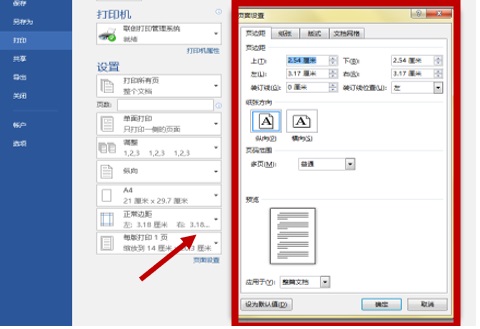 保存
另存为
打印
共享
导出
关闭
帐户
选项
打印机
联创打印管理系统
就绪
打印机属性
设置
打印所有页
整个文档
页数:
单面打印
只打印一侧的页面
调整
1,2,3 1,2,3 1,2,3
纵向
A4
21 厘米 x 29.7 厘米
正常边距
左: 3.18 厘米 右: 3.18...
每版打印 1 页
缩放到 14 厘米
厘米
页面设置
页面设置
页边距
纸张
版式
文档网格
页边距
上(T): 2.54 厘米 下(B): 2.54 厘米
左(L): 3.17 厘米 右(R): 3.17 厘米
装订线(G): 0 厘米 装订线位置(U): 左
纸张方向
纵向(P) 横向(S)
页码范围
多页(M): 普通
预览
应用于(Y): 整篇文档
设为默认值(D)
确定
取消